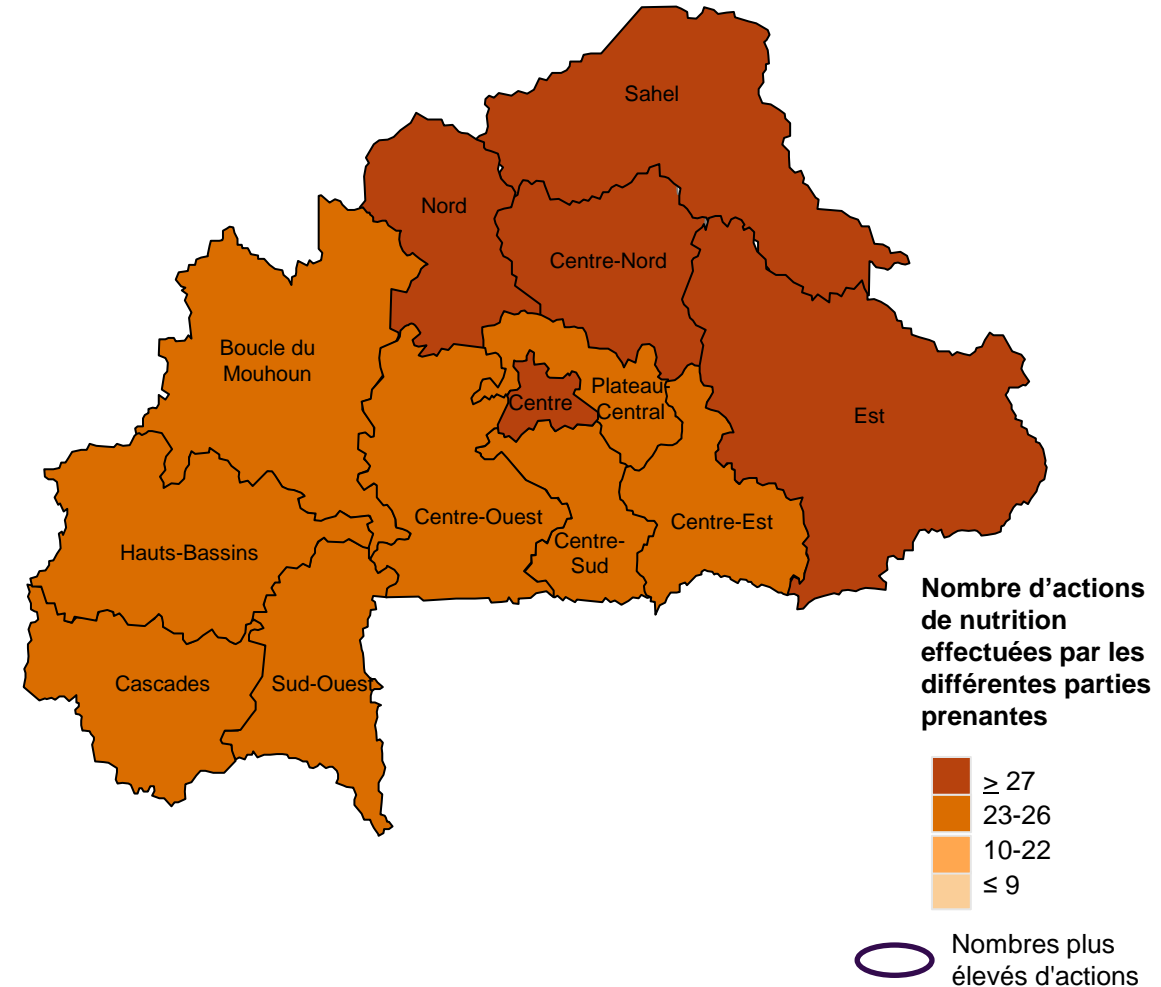 Sahel
Nord
Centre-Nord
Boucle du
Mouhoun
Plateau-
Central
Centre
Est
Centre-Ouest
Centre-Est
Centre-
Sud
Hauts-Bassins
Cascades
Sud-Ouest
Nombre d’actions
de nutrition
effectuées par les
différentes parties
prenantes
≥ 27
23-26
10-22
≤ 9
Nombres plus
élevés d'actions